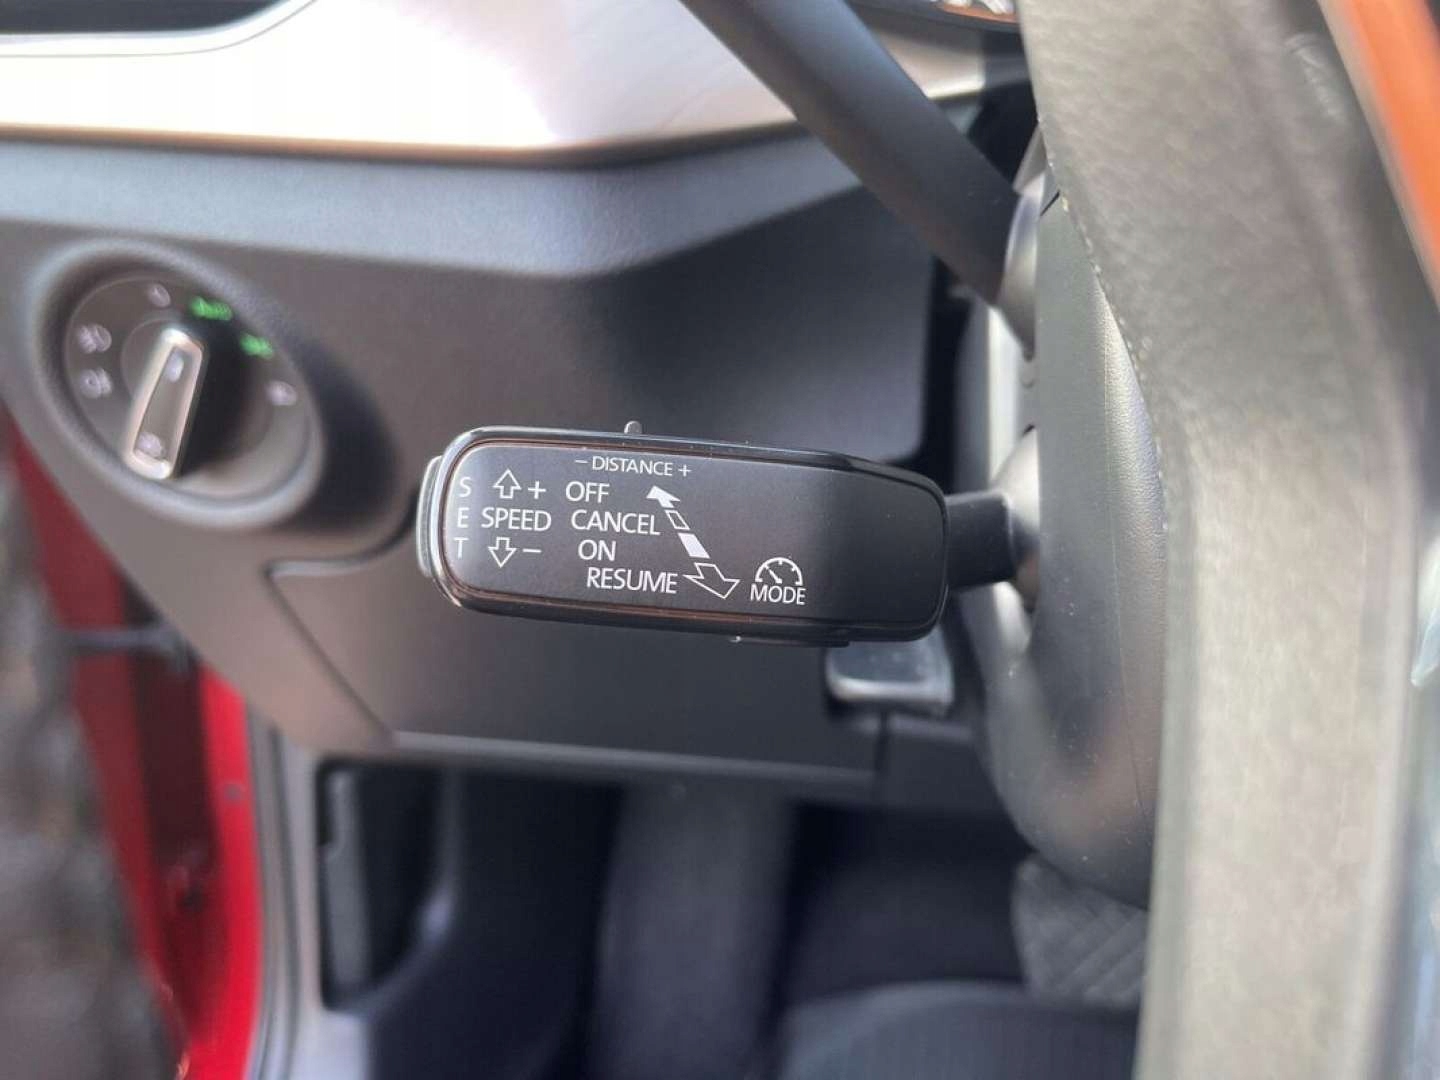 − DISTANCE +
S + OFF
E SPEED CANCEL
T − ON
RESUME
MODE